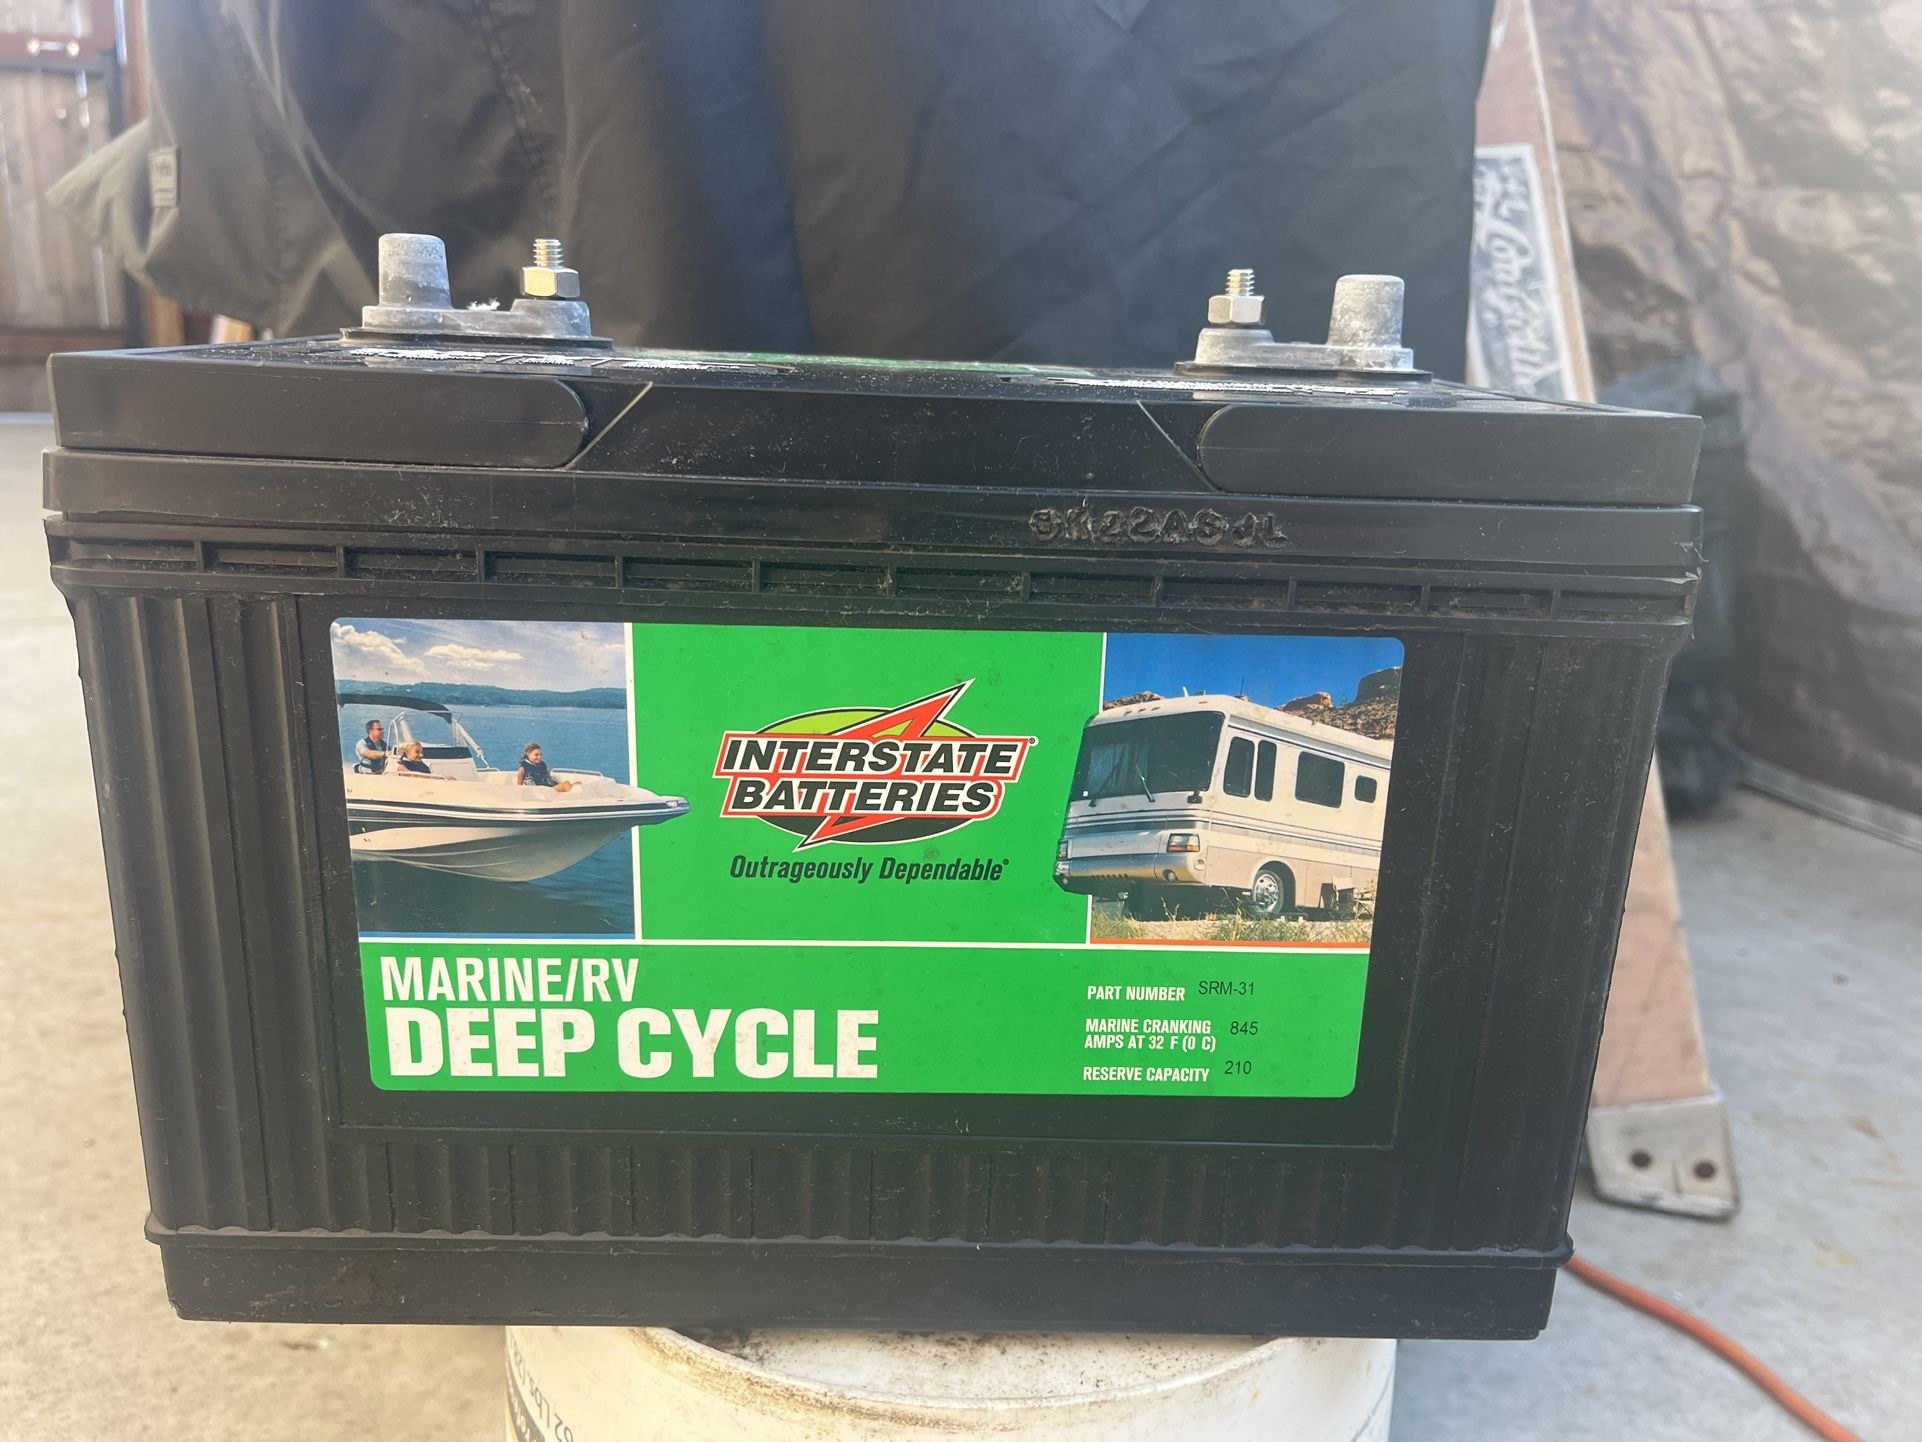 SK22ASJL
INTERSTATE
BATTERIES
Outrageously Dependable®
MARINE/RV
DEEP CYCLE
PART NUMBER SRM-31
MARINE CRANKING 845
AMPS AT 32 F (0 C)
RESERVE CAPACITY 210